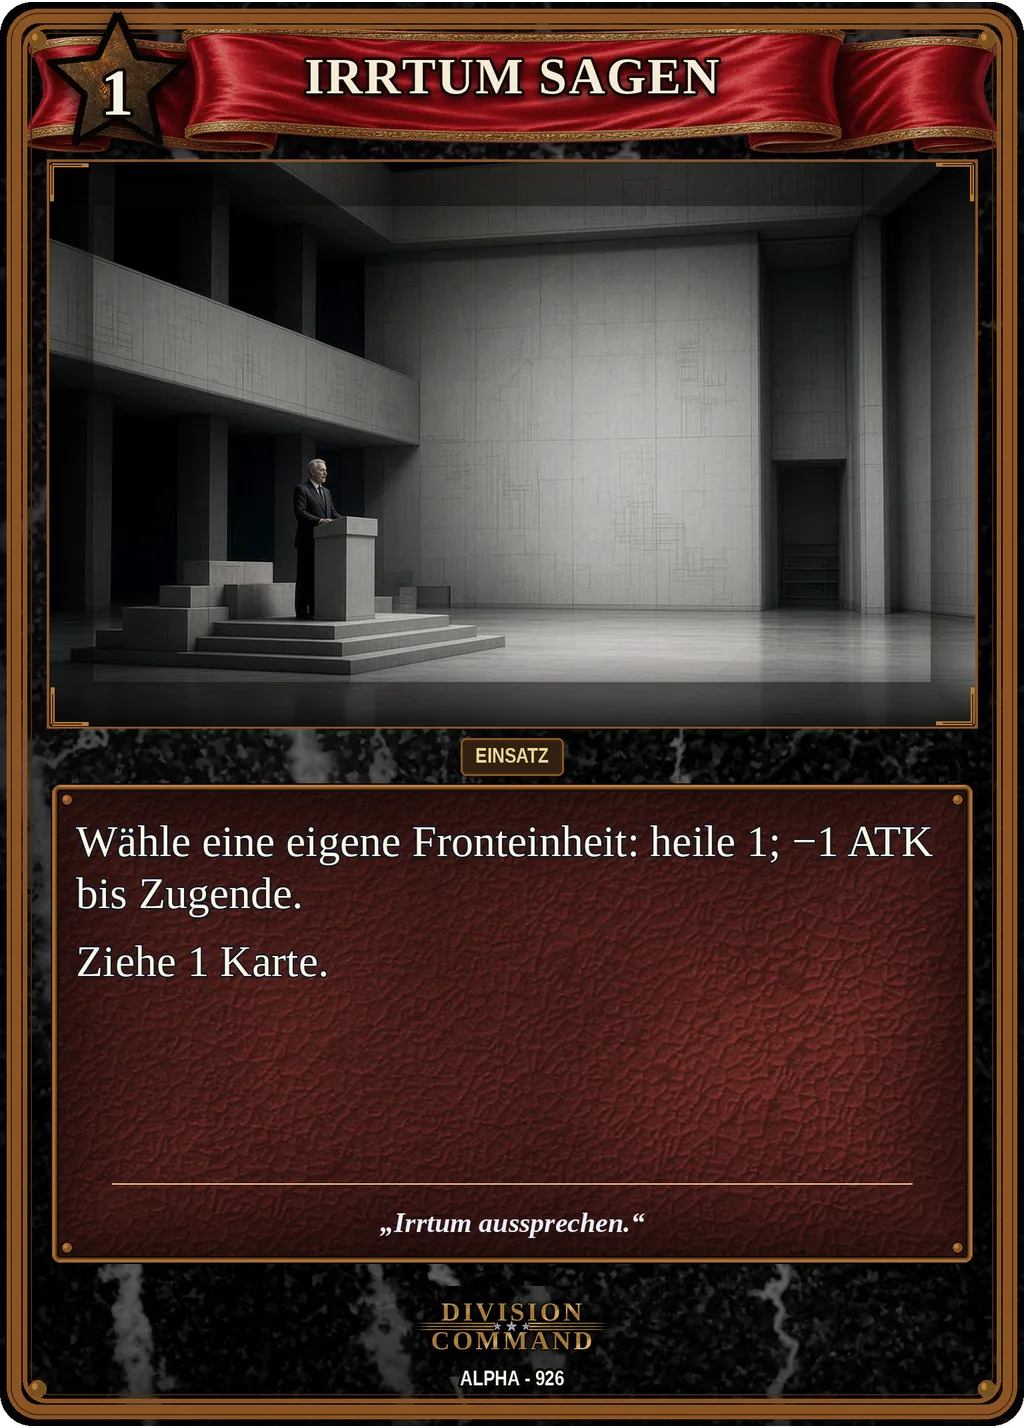 1
IRRTUM SAGEN
EINSATZ
Wähle eine eigene Fronteinheit: heile 1; −1 ATK
bis Zugende.
Ziehe 1 Karte.
„Irrtum aussprechen.“
DIVISION
COMMAND
ALPHA - 926